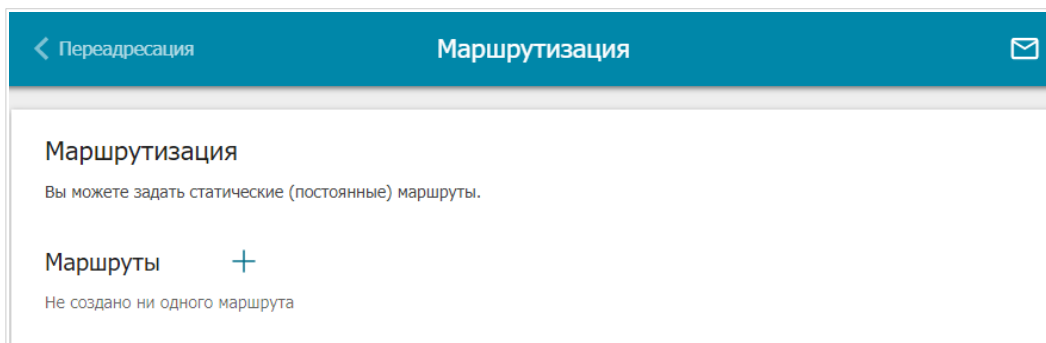 Переадресация
Маршрутизация
Маршрутизация
Вы можете задать статические (постоянные) маршруты.
Маршруты
Не создано ни одного маршрута